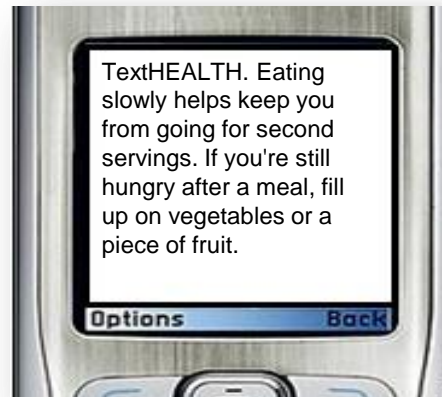 TextHEALTH. Eating
slowly helps keep you
from going for second
servings. If you're still
hungry after a meal, fill
up on vegetables or a
piece of fruit.
Options Back